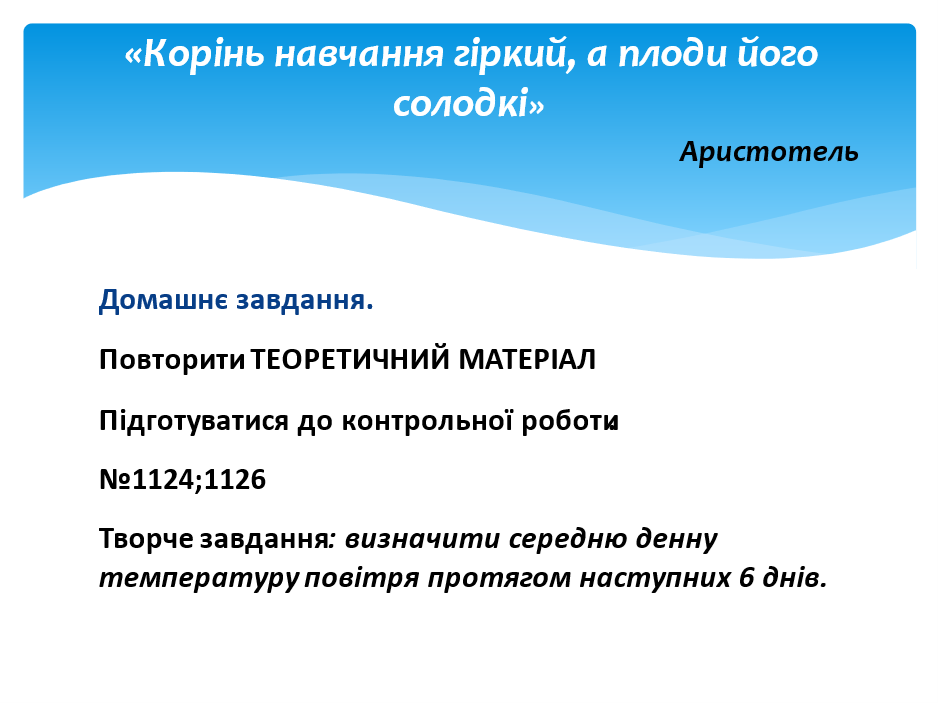 «Корінь навчання гіркий, а плоди його
солодкі»
Аристотель
Домашнє завдання.
Повторити ТЕОРЕТИЧНИЙ МАТЕРІАЛ
Підготуватися до контрольної роботи.
№1124;1126
Творче завдання: визначити середню денну
температуру повітря протягом наступних 6 днів.